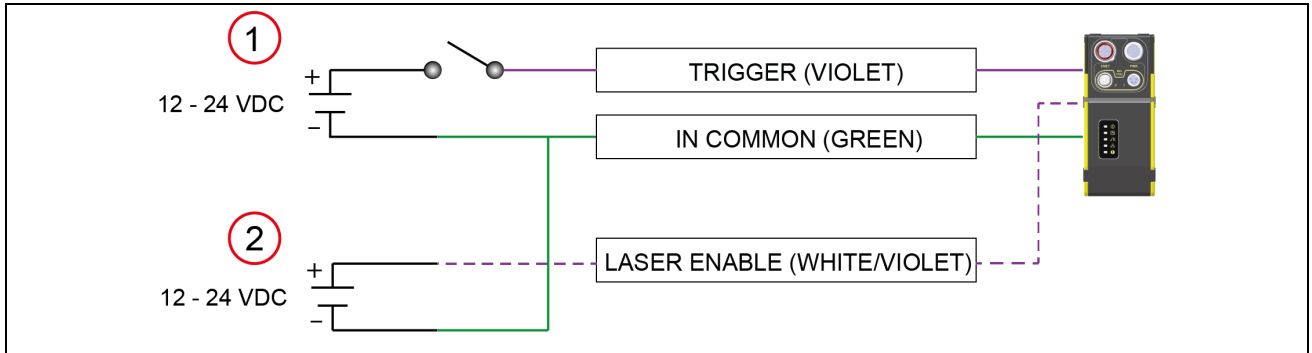 1
+
TRIGGER (VIOLET)
12 - 24 VDC
−
IN COMMON (GREEN)
2
+
LASER ENABLE (WHITE/VIOLET)
12 - 24 VDC
−